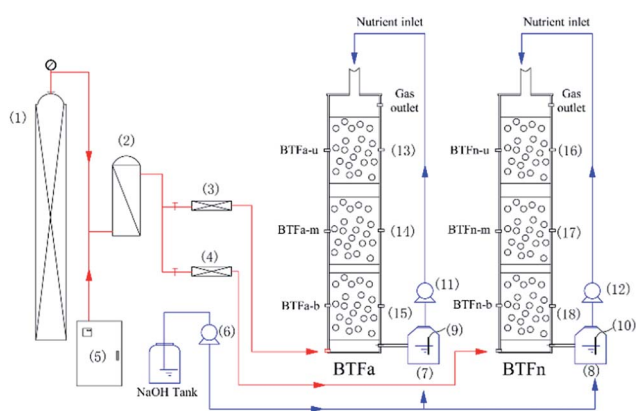 Nutrient inlet
Nutrient inlet
(1)
(2)
Gas
outlet
Gas
outlet
BTFa-u
(13)
BTFn-u
(16)
(3)
BTFa-m
(14)
BTFn-m
(17)
(4)
(11)
(12)
BTFa-b
(15)
BTFn-b
(18)
(5)
(6)
(9)
(10)
NaOH Tank
BTFa
(7)
BTFn
(8)